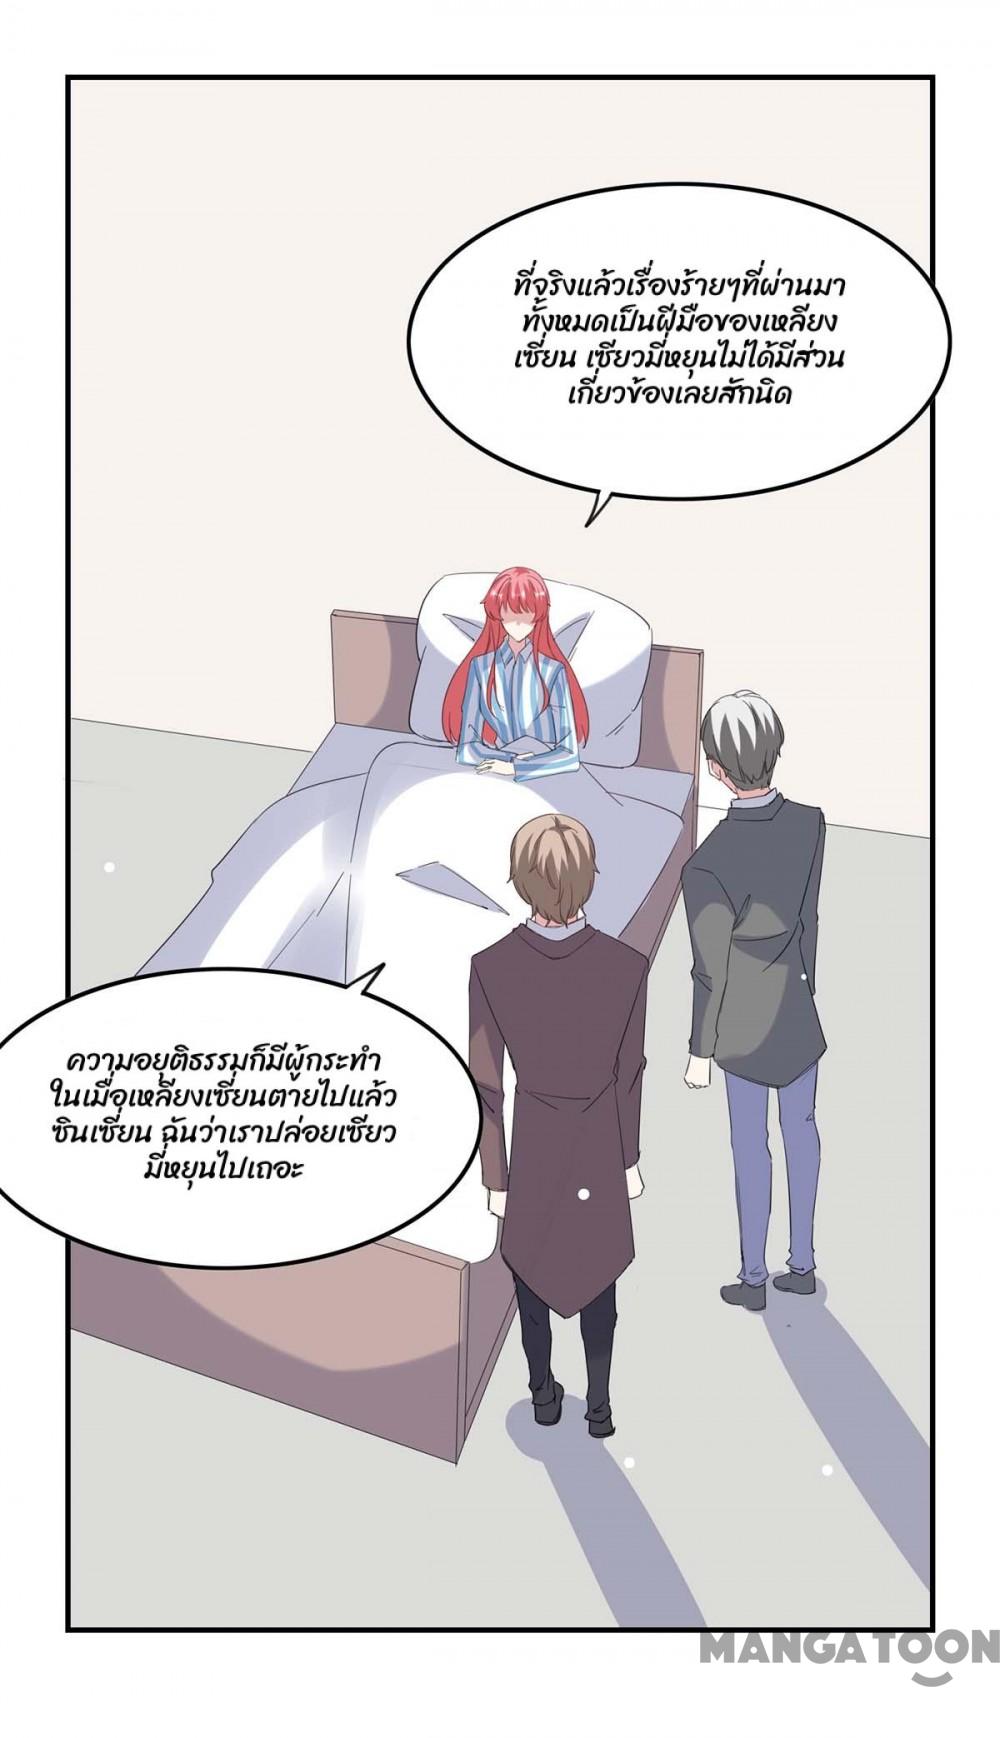 ที่จริงแล้วเรื่องร้ายๆที่ผ่านมา
ทั้งหมดเป็นฝีมือของเหลียง
เซี่ยน เซียวมี่หยุนไม่ได้มีส่วน
เกี่ยวข้องเลยสักนิด
ความอยุติธรรมก็มีผู้กระทำ
ในเมื่อเหลียงเซี่ยนตายไปแล้ว
ซินเซี่ยน ฉันว่าเราปล่อยเซียว
มี่หยุนไปเถอะ
MANGATOON